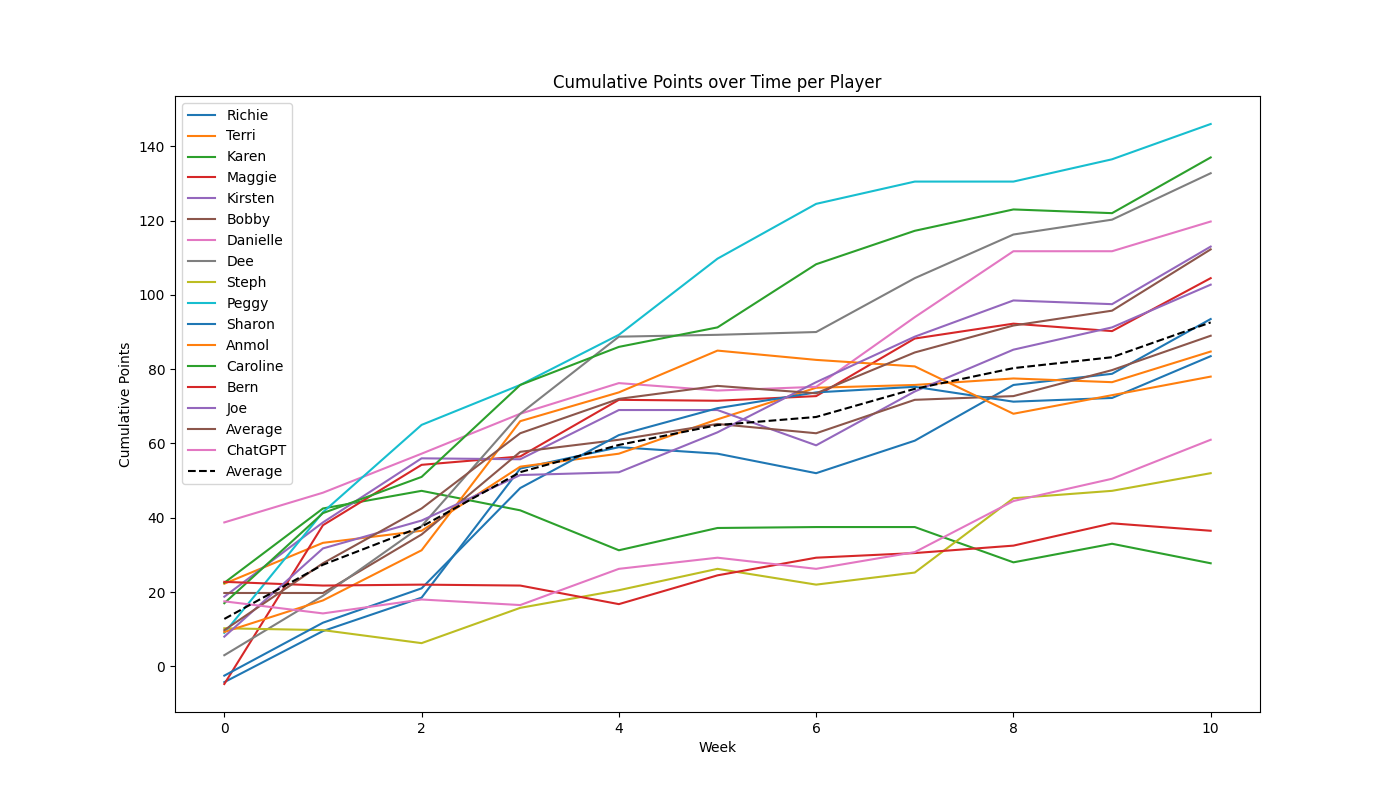 Cumulative Points over Time per Player
Richie
Terri
Karen
Maggie
Kirsten
Bobby
Danielle
Dee
Steph
Peggy
Sharon
Anmol
Caroline
Bern
Joe
Average
ChatGPT
Average
Cumulative Points
140
120
100
80
60
40
20
0
0 2 4 6 8 10
Week